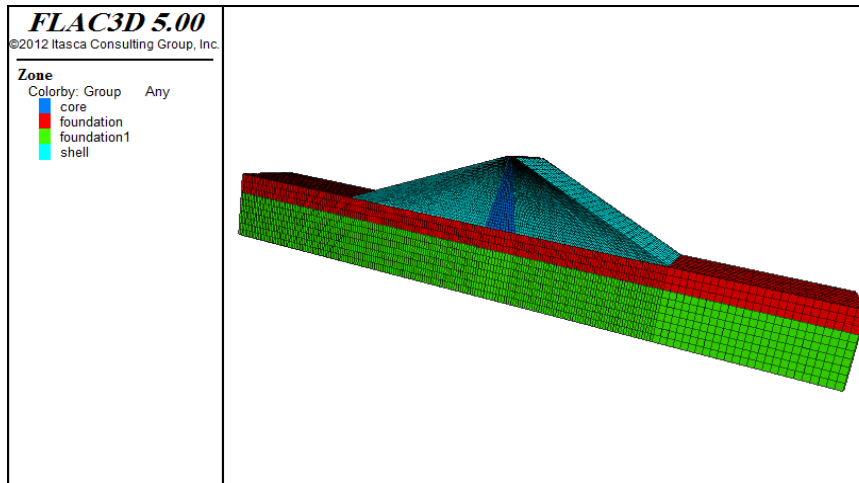 FLAC3D 5.00
©2012 Itasca Consulting Group, Inc.
Zone
Colorby: Group Any
core
foundation
foundation1
shell